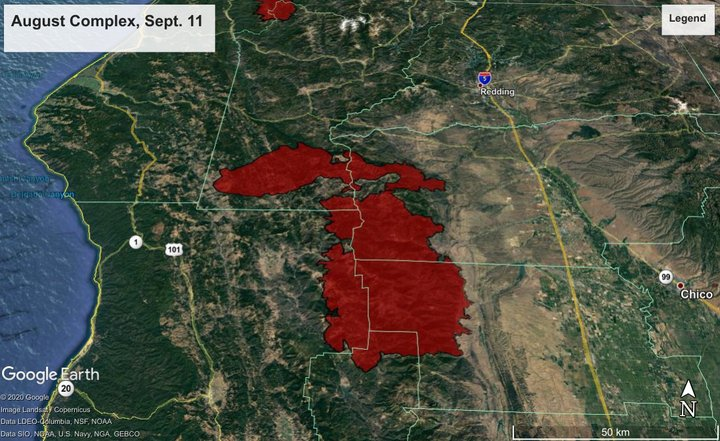 August Complex, Sept. 11
Legend
5
Redding
1
101
99
Chico
Google Earth
20
© 2020 Google
Image Landsat / Copernicus
Data LDEO-Columbia, NSF, NOAA
Data SIO, NOAA, U.S. Navy, NGA, GEBCO
N
50 km